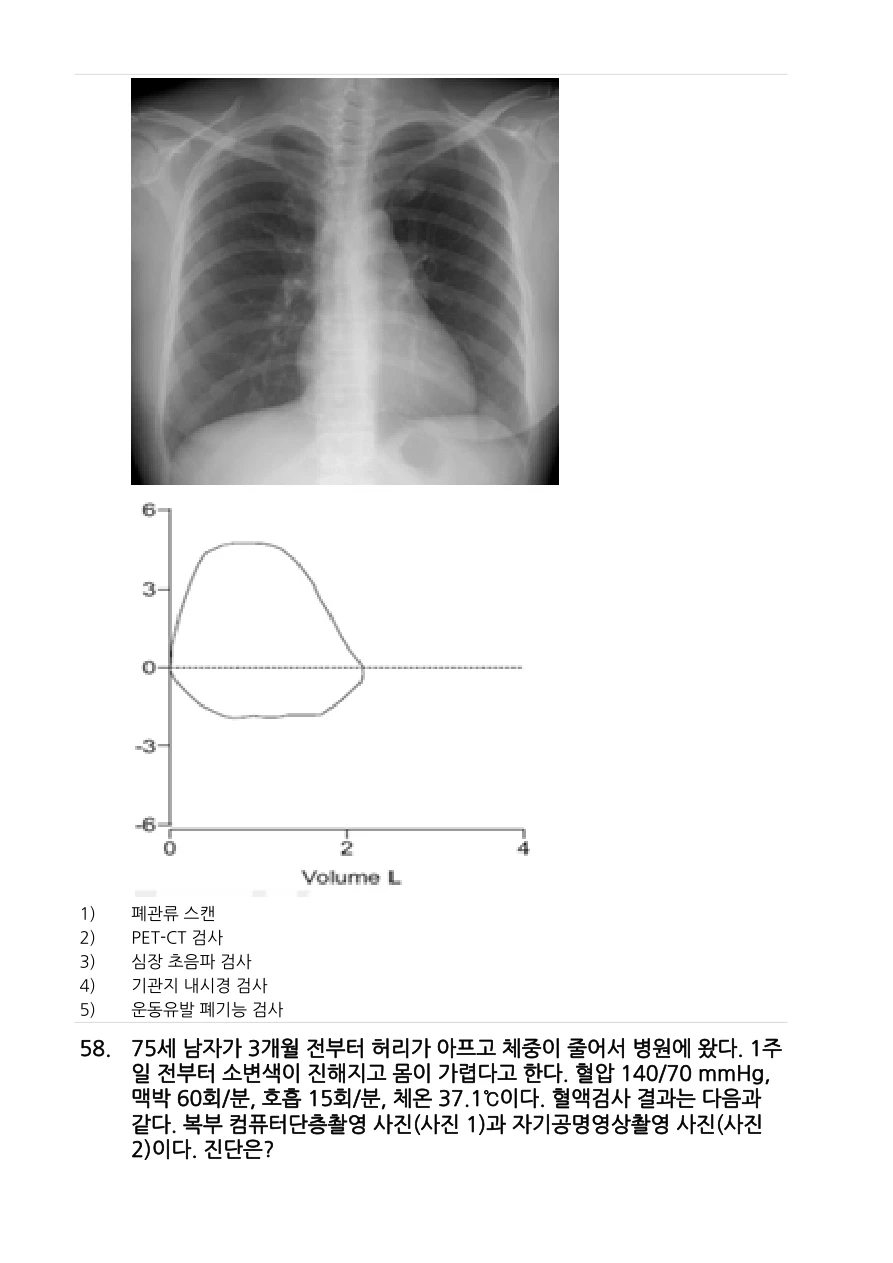 6
3
0
-3
-6
0 2 4
Volume L
1) 폐관류 스캔
2) PET-CT 검사
3) 심장 초음파 검사
4) 기관지 내시경 검사
5) 운동유발 폐기능 검사
58. 75세 남자가 3개월 전부터 허리가 아프고 체중이 줄어서 병원에 왔다. 1주
일 전부터 소변색이 진해지고 몸이 가렵다고 한다. 혈압 140/70 mmHg,
맥박 60회/분, 호흡 15회/분, 체온 37.1℃이다. 혈액검사 결과는 다음과
같다. 복부 컴퓨터단층촬영 사진(사진 1)과 자기공명영상촬영 사진(사진
2)이다. 진단은?